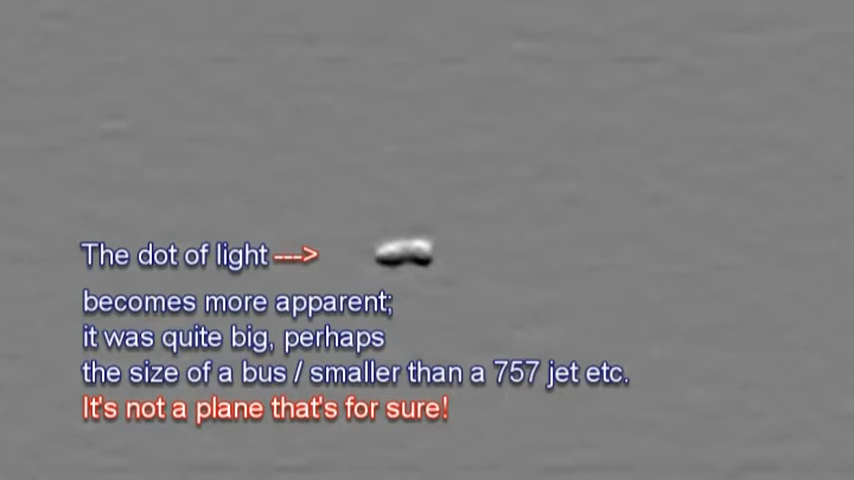 The dot of light --->
becomes more apparent;
it was quite big, perhaps
the size of a bus / smaller than a 757 jet etc.
It's not a plane that's for sure!